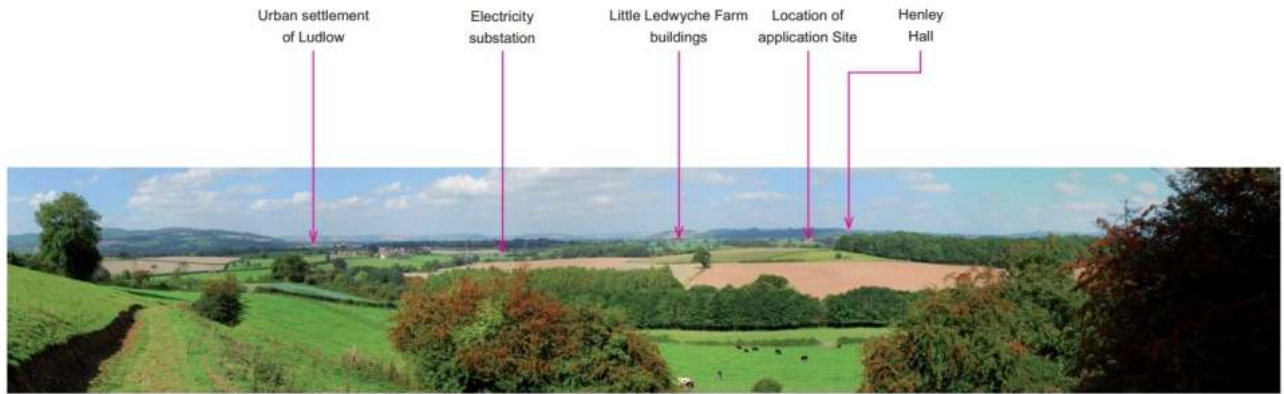 Urban settlement
of Ludlow
Electricity
substation
Little Ledwyche Farm
buildings
Location of
application Site
Henley
Hall